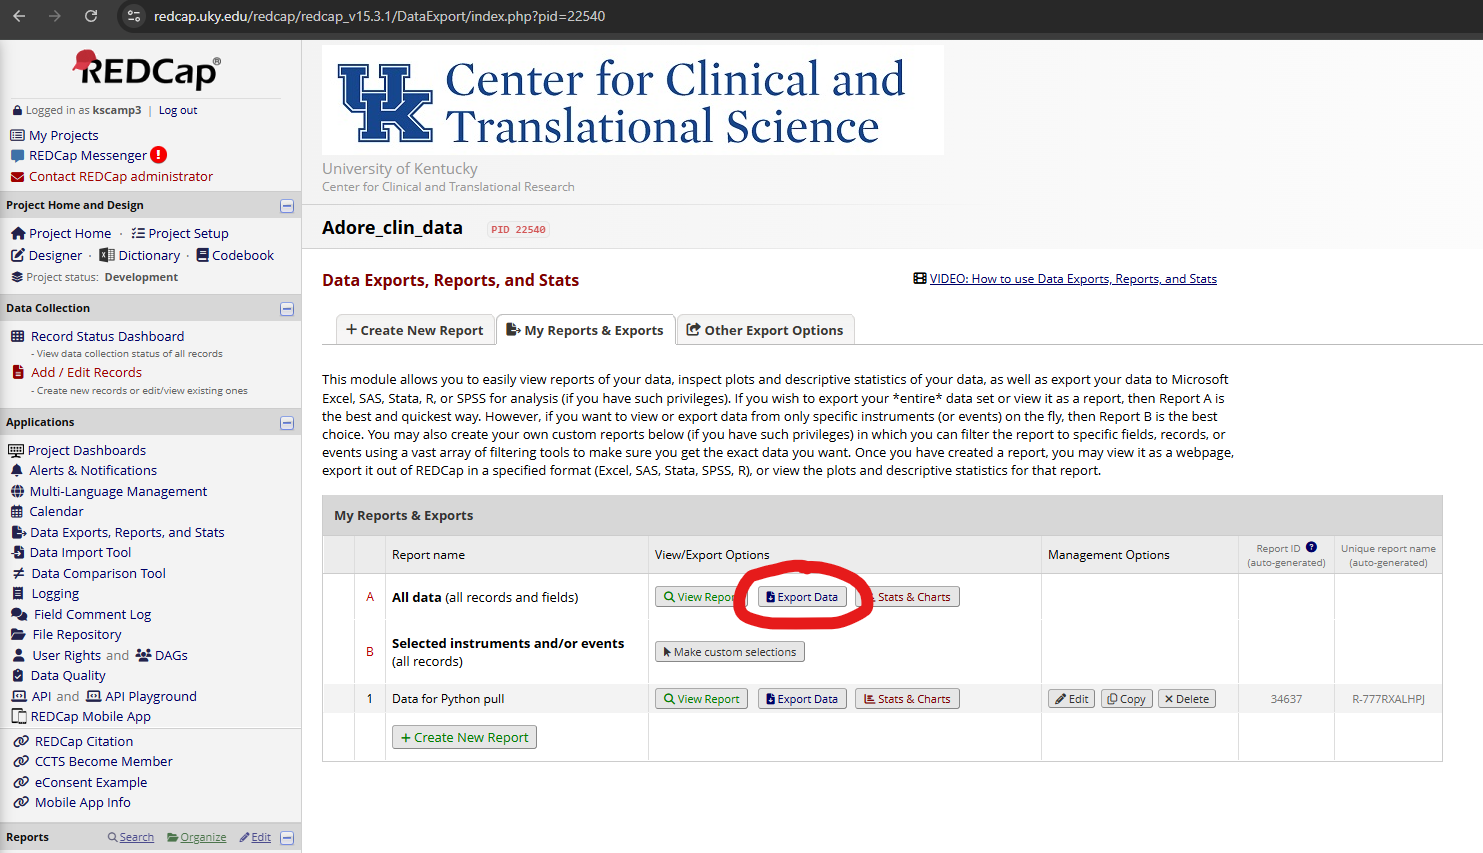 redcap.uky.edu/redcap/redcap_v15.3.1/DataExport/index.php?pid=22540
REDCap®
Logged in as kscamp3 | Log out
My Projects
REDCap Messenger
Contact REDCap administrator
Project Home and Design
Project Home · Project Setup
Designer · Dictionary · Codebook
Project status: Development
Data Collection
Record Status Dashboard
- View data collection status of all records
Add / Edit Records
- Create new records or edit/view existing ones
Applications
Project Dashboards
Alerts & Notifications
Multi-Language Management
Calendar
Data Exports, Reports, and Stats
Data Import Tool
Data Comparison Tool
Logging
Field Comment Log
File Repository
User Rights and DAGs
Data Quality
API and API Playground
REDCap Mobile App
REDCap Citation
CCTS Become Member
eConsent Example
Mobile App Info
Reports Search Organize Edit
UK
Center for Clinical and
Translational Science
University of Kentucky
Center for Clinical and Translational Research
Adore_clin_data PID 22540
Data Exports, Reports, and Stats
VIDEO: How to use Data Exports, Reports, and Stats
+ Create New Report My Reports & Exports Other Export Options
This module allows you to easily view reports of your data, inspect plots and descriptive statistics of your data, as well as export your data to Microsoft
Excel, SAS, Stata, R, or SPSS for analysis (if you have such privileges). If you wish to export your *entire* data set or view it as a report, then Report A is
the best and quickest way. However, if you want to view or export data from only specific instruments (or events) on the fly, then Report B is the best
choice. You may also create your own custom reports below (if you have such privileges) in which you can filter the report to specific fields, records, or
events using a vast array of filtering tools to make sure you get the exact data you want. Once you have created a report, you may view it as a webpage,
export it out of REDCap in a specified format (Excel, SAS, Stata, SPSS, R), or view the plots and descriptive statistics for that report.
My Reports & Exports
Report name View/Export Options Management Options Report ID Unique report name
(auto-generated) (auto-generated)
A All data (all records and fields) View Report Export Data Stats & Charts
B Selected instruments and/or events
(all records) Make custom selections
1 Data for Python pull View Report Export Data Stats & Charts Edit Copy Delete 34637 R-777RXALHPJ
+ Create New Report